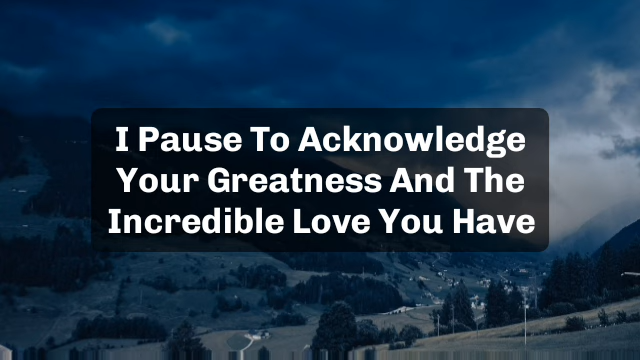 I Pause To Acknowledge
Your Greatness And The
Incredible Love You Have